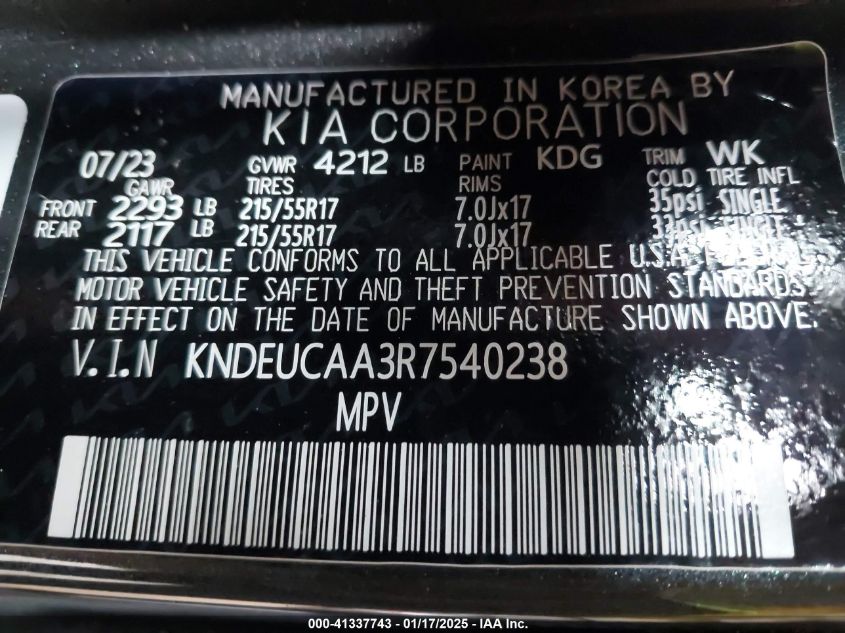 MANUFACTURED IN KOREA BY
KIA CORPORATION
07/23 GVWR 4212 LB PAINT KDG TRIM WK
GAWR TIRES RIMS COLD TIRE INFL
FRONT 2293 LB 215/55R17 7.0Jx17 35psi SINGLE
REAR 2117 LB 215/55R17 7.0Jx17 33psi SINGLE
THIS VEHICLE CONFORMS TO ALL APPLICABLE U.S.A. FEDERAL
MOTOR VEHICLE SAFETY AND THEFT PREVENTION STANDARDS
IN EFFECT ON THE DATE OF MANUFACTURE SHOWN ABOVE.
V.I.N KNDEUCAA3R7540238
MPV
000-41337743 - 01/17/2025 - IAA Inc.